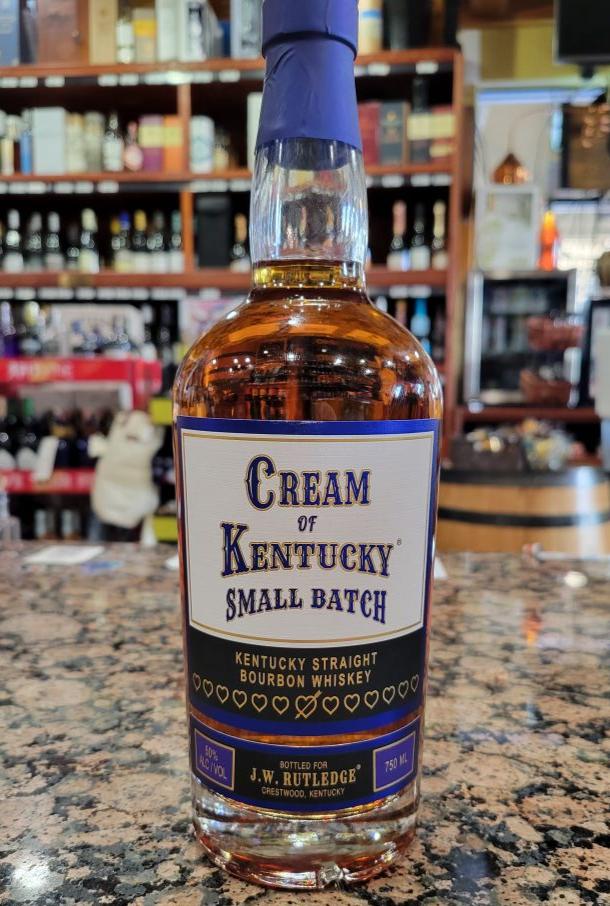 CREAM
OF
KENTUCKY®
SMALL BATCH
KENTUCKY STRAIGHT
BOURBON WHISKEY
50%
ALC / VOL
BOTTLED FOR
J.W. RUTLEDGE®
CRESTWOOD, KENTUCKY
750 ML